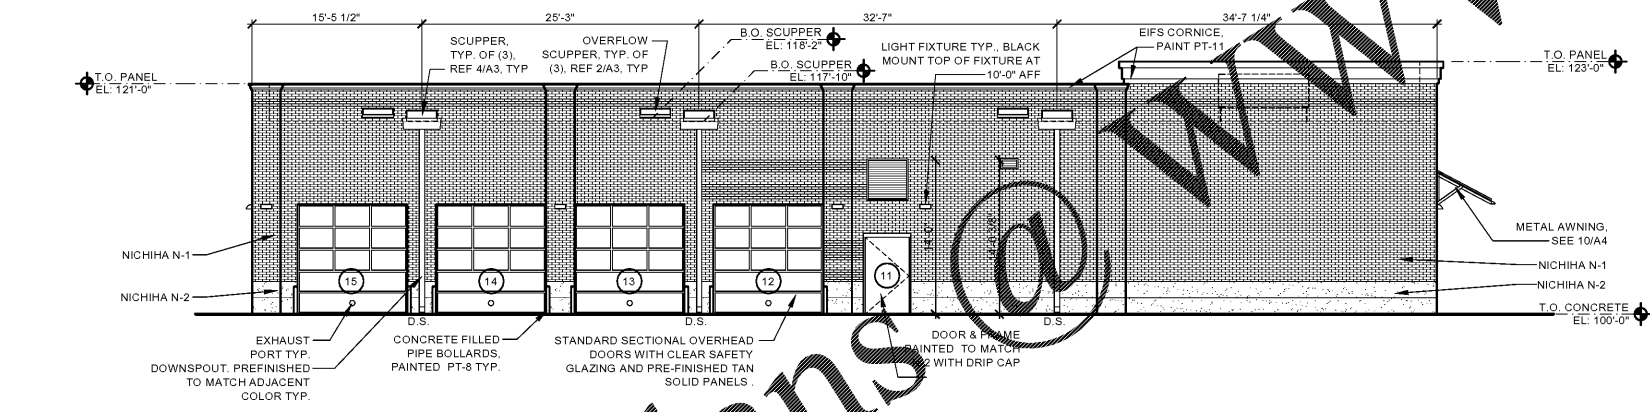 15'-5 1/2"
25'-3"
32'-7"
34'-7 1/4"
SCUPPER,
TYP. OF (3),
REF 4/A3, TYP
OVERFLOW
SCUPPER, TYP. OF
(3), REF 2/A3, TYP
B.O. SCUPPER
EL: 118'-2"
B.O. SCUPPER
EL: 117'-10"
LIGHT FIXTURE TYP., BLACK
MOUNT TOP OF FIXTURE AT
10'-0" AFF
EIFS CORNICE,
PAINT PT-11
T.O. PANEL
EL: 123'-0"
T.O. PANEL
EL: 121'-0"
www
14'-0"
NICHIHA N-1
NICHIHA N-2
15
14
13
12
11
METAL AWNING,
SEE 10/A4
NICHIHA N-1
NICHIHA N-2
T.O. CONCRETE
EL: 100'-0"
D.S.
D.S.
D.S.
EXHAUST
PORT TYP.
DOWNSPOUT. PREFINISHED
TO MATCH ADJACENT
COLOR TYP.
CONCRETE FILLED
PIPE BOLLARDS,
PAINTED PT-8 TYP.
STANDARD SECTIONAL OVERHEAD
DOORS WITH CLEAR SAFETY
GLAZING AND PRE-FINISHED TAN
SOLID PANELS .
DOOR & FRAME
PAINTED TO MATCH
WITH DRIP CAP
ns @